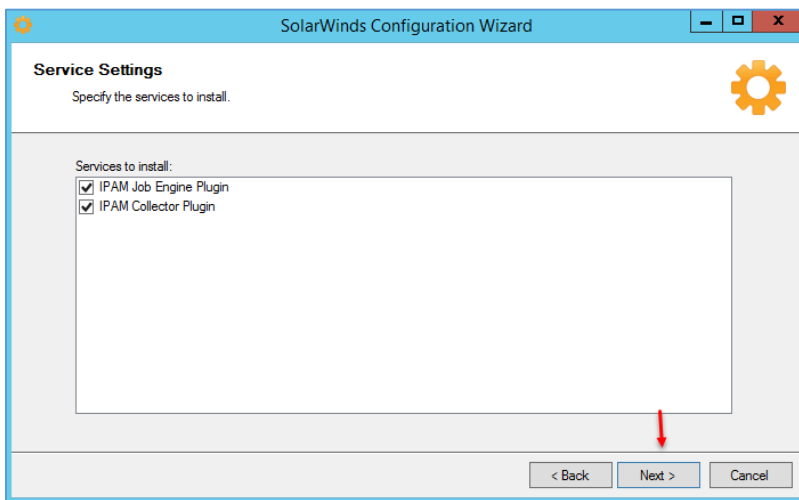 SolarWinds Configuration Wizard
Service Settings
Specify the services to install.
Services to install:
IPAM Job Engine Plugin
IPAM Collector Plugin
< Back
Next >
Cancel